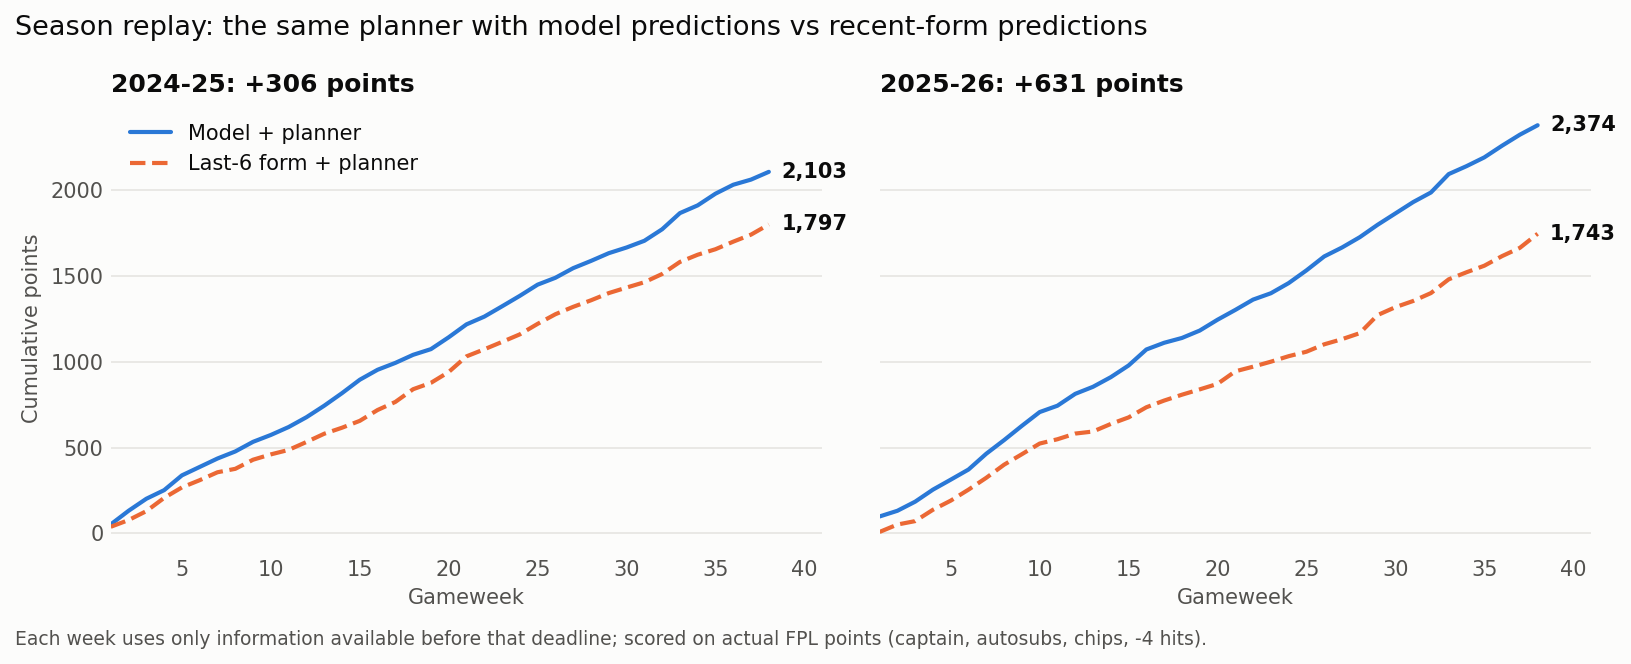 Season replay: the same planner with model predictions vs recent-form predictions
2024-25: +306 points
Model + planner
Last-6 form + planner
2,103
1,797
2000
1500
1000
500
0
Cumulative points
5 10 15 20 25 30 35 40
Gameweek
2025-26: +631 points
2,374
1,743
5 10 15 20 25 30 35 40
Gameweek
Each week uses only information available before that deadline; scored on actual FPL points (captain, autosubs, chips, -4 hits).